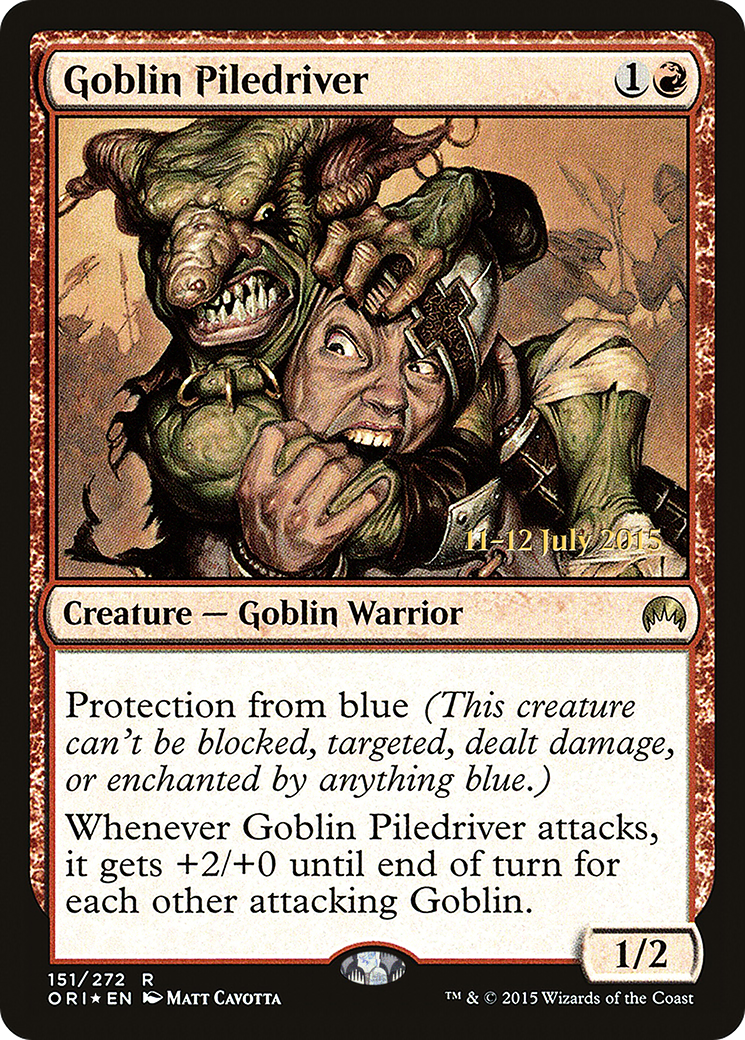 Goblin Piledriver 1
11–12 July 2015
Creature — Goblin Warrior
Protection from blue (This creature
can't be blocked, targeted, dealt damage,
or enchanted by anything blue.)
Whenever Goblin Piledriver attacks,
it gets +2/+0 until end of turn for
each other attacking Goblin.
1/2
151/272 R
ORI★EN Matt Cavotta
™ & © 2015 Wizards of the Coast